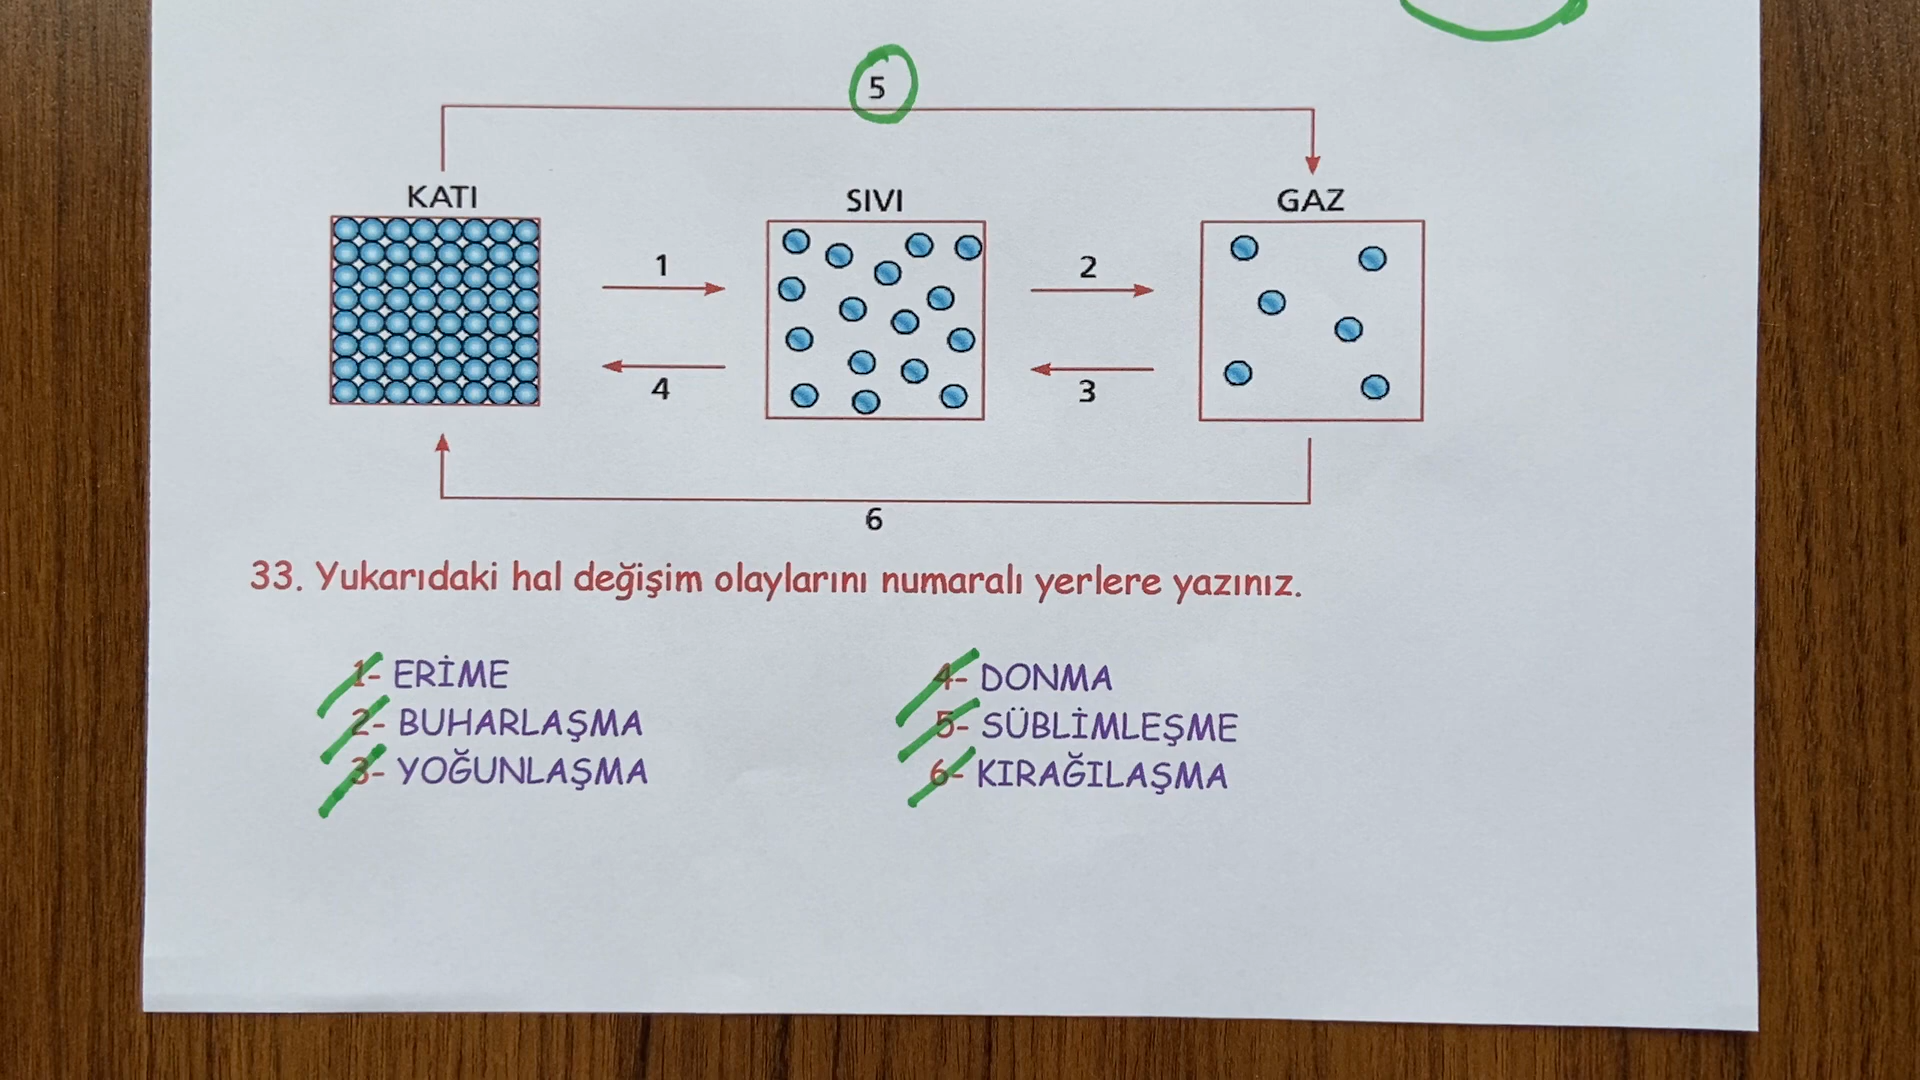 5
KATI SIVI GAZ
1 2
4 3
6
33. Yukarıdaki hal değişim olaylarını numaralı yerlere yazınız.
1- ERİME
2- BUHARLAŞMA
3- YOĞUNLAŞMA
4- DONMA
5- SÜBLİMLEŞME
6- KIRAĞILAŞMA